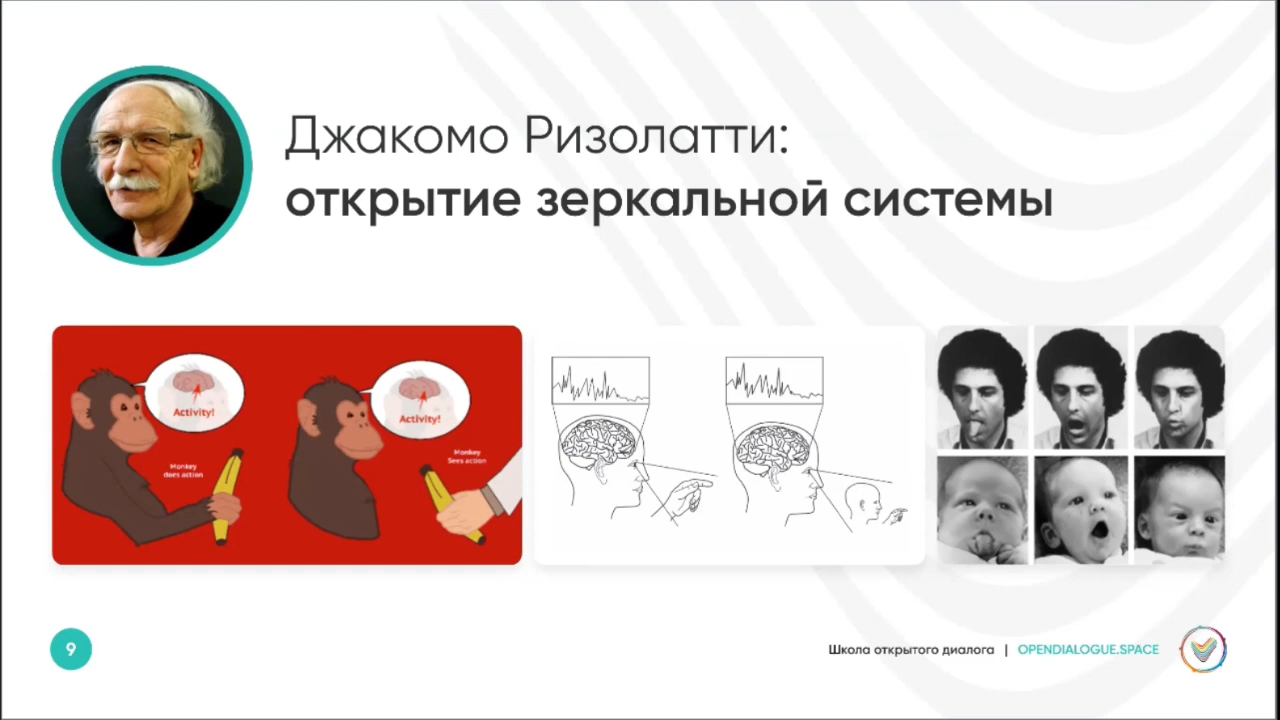 Джакомо Ризолатти:
открытие зеркальной системы
Activity!
Monkey
does action
Activity!
Monkey
Sees action
9
Школа открытого диалога | OPENDIALOGUE.SPACE